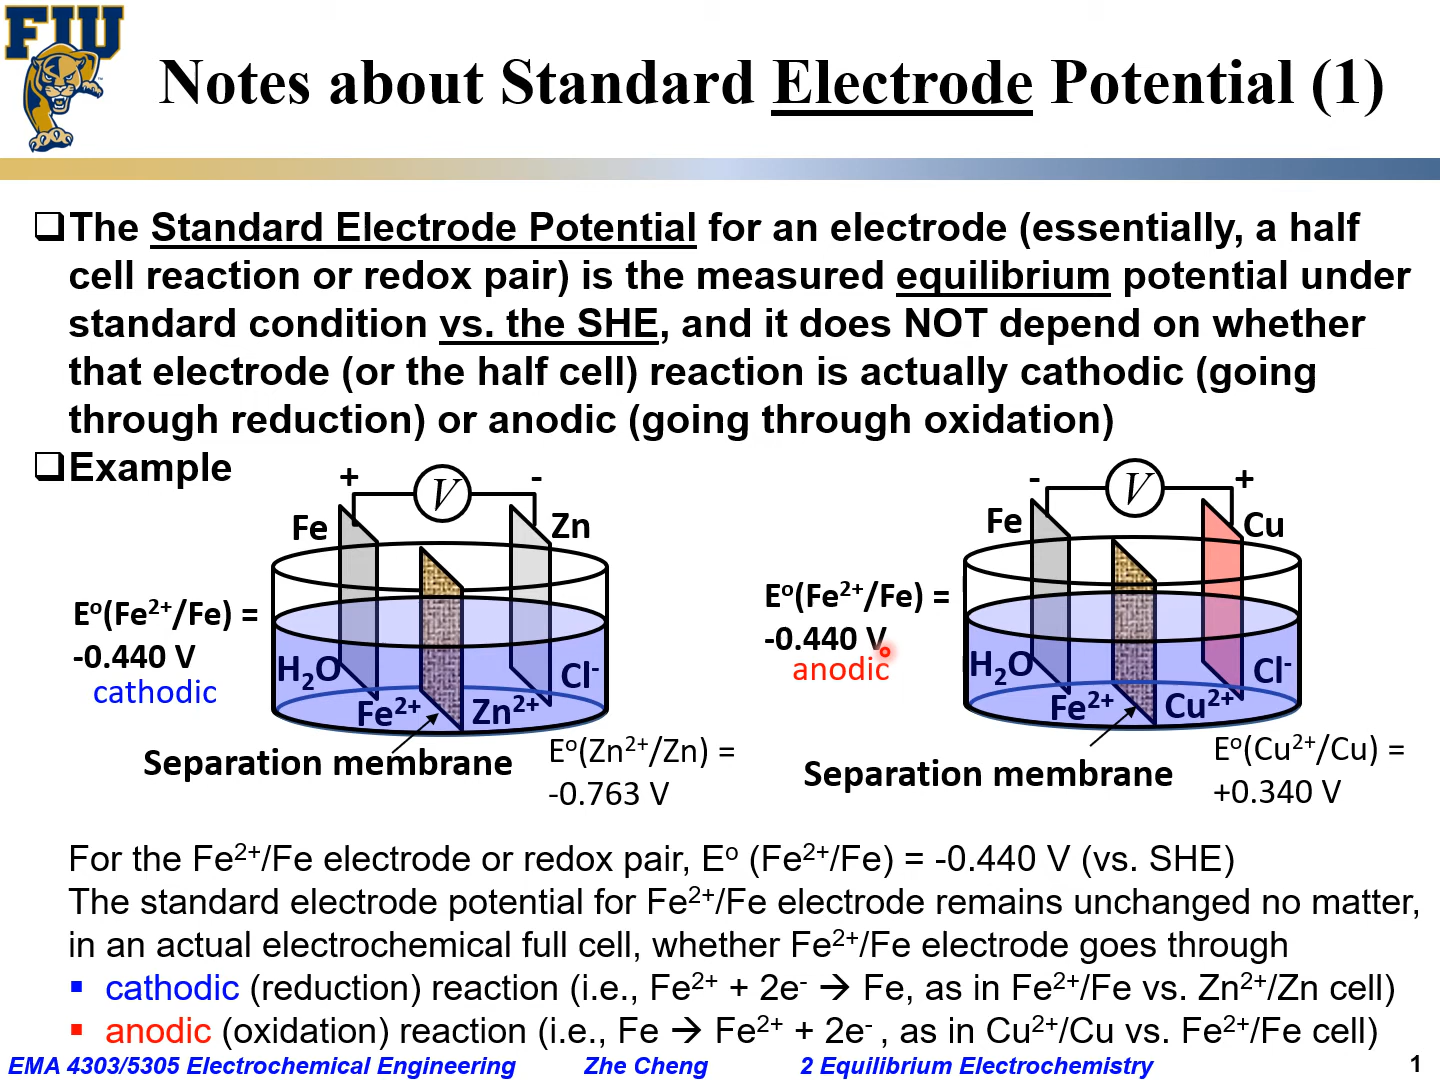 FIU
Notes about Standard Electrode Potential (1)
❑The Standard Electrode Potential for an electrode (essentially, a half
cell reaction or redox pair) is the measured equilibrium potential under
standard condition vs. the SHE, and it does NOT depend on whether
that electrode (or the half cell) reaction is actually cathodic (going
through reduction) or anodic (going through oxidation)
❑Example
+ V -
Fe Zn
Eº(Fe²⁺/Fe) =
-0.440 V
cathodic
H₂O Cl⁻
Fe²⁺ Zn²⁺
Separation membrane
Eº(Zn²⁺/Zn) =
-0.763 V
- V +
Fe Cu
Eº(Fe²⁺/Fe) =
-0.440 V
anodic
H₂O Cl⁻
Fe²⁺ Cu²⁺
Separation membrane
Eº(Cu²⁺/Cu) =
+0.340 V
For the Fe²⁺/Fe electrode or redox pair, Eº (Fe²⁺/Fe) = -0.440 V (vs. SHE)
The standard electrode potential for Fe²⁺/Fe electrode remains unchanged no matter,
in an actual electrochemical full cell, whether Fe²⁺/Fe electrode goes through
▪ cathodic (reduction) reaction (i.e., Fe²⁺ + 2e⁻ → Fe, as in Fe²⁺/Fe vs. Zn²⁺/Zn cell)
▪ anodic (oxidation) reaction (i.e., Fe → Fe²⁺ + 2e⁻ , as in Cu²⁺/Cu vs. Fe²⁺/Fe cell)
EMA 4303/5305 Electrochemical Engineering Zhe Cheng 2 Equilibrium Electrochemistry 1